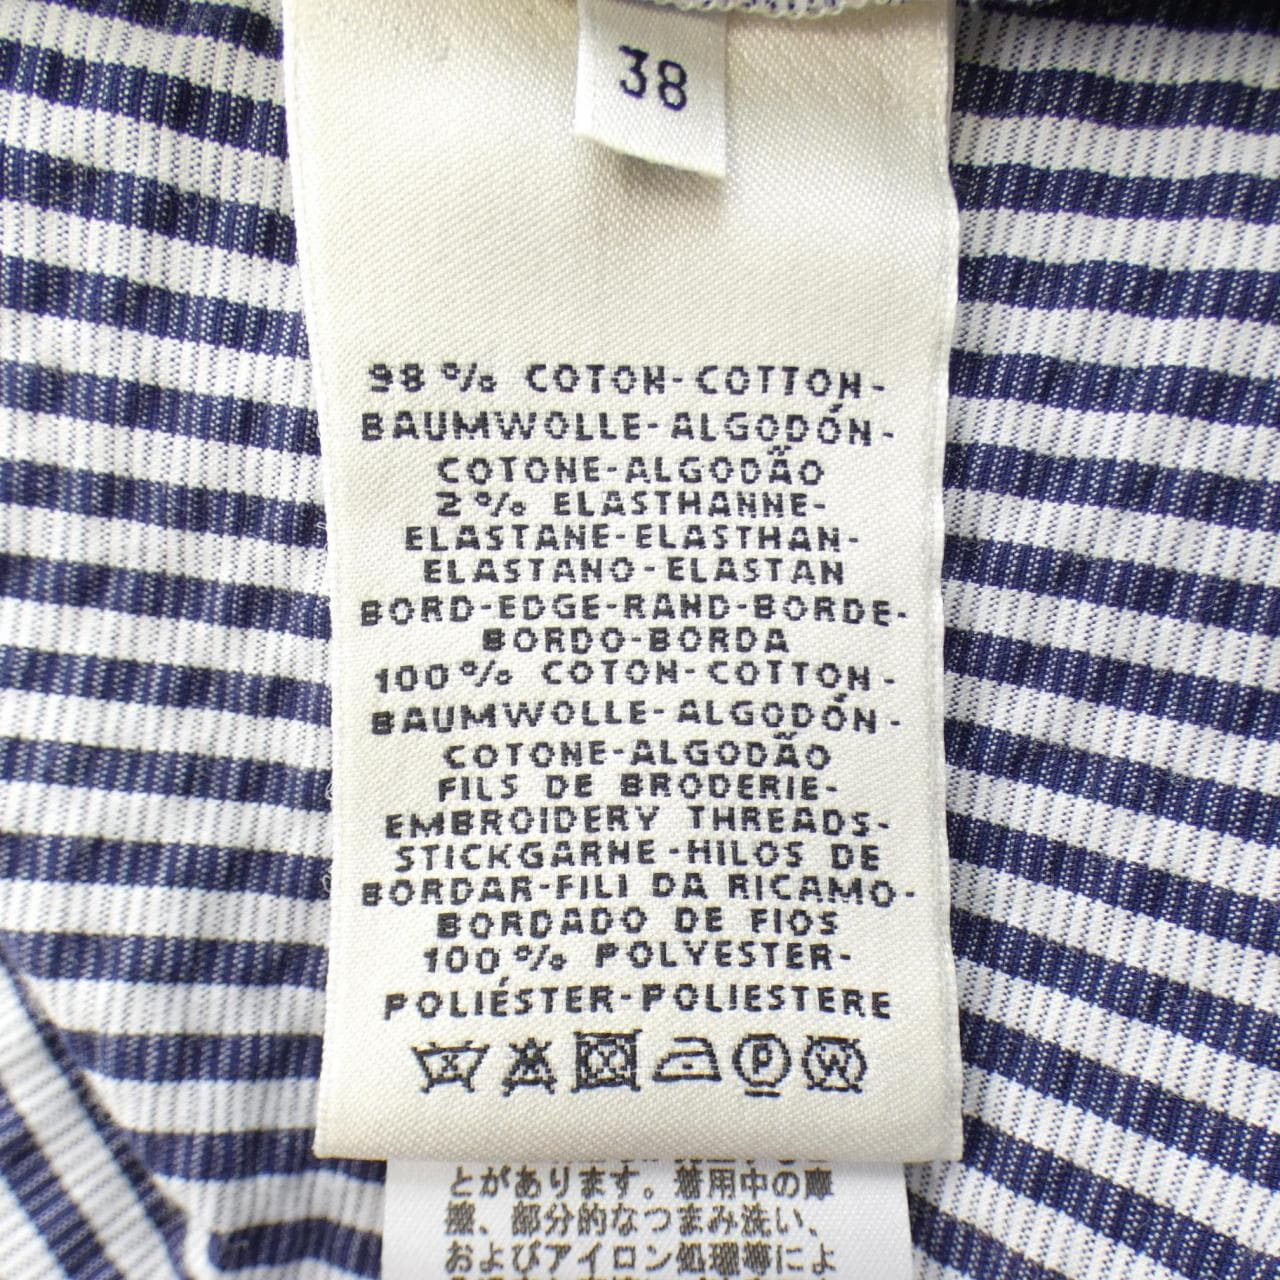 38
98 % COTON-COTTON-
BAUMWOLLE-ALGODÓN-
COTONE-ALGODÃO
2 % ELASTHANNE-
ELASTANE-ELASTHAN-
ELASTANO-ELASTAN
BORD-EDGE-RAND-BORDE-
BORDO-BORDA
100 % COTON-COTTON-
BAUMWOLLE-ALGODÓN-
COTONE-ALGODÃO
FILS DE BRODERIE-
EMBROIDERY THREADS-
STICKGARNE-HILOS DE
BORDAR-FILI DA RICAMO-
BORDADO DE FIOS
100 % POLYESTER-
POLIÉSTER-POLIESTERE
P W
とがあります。着用中の摩
擦、部分的なつまみ洗い、
およびアイロン処理等によ